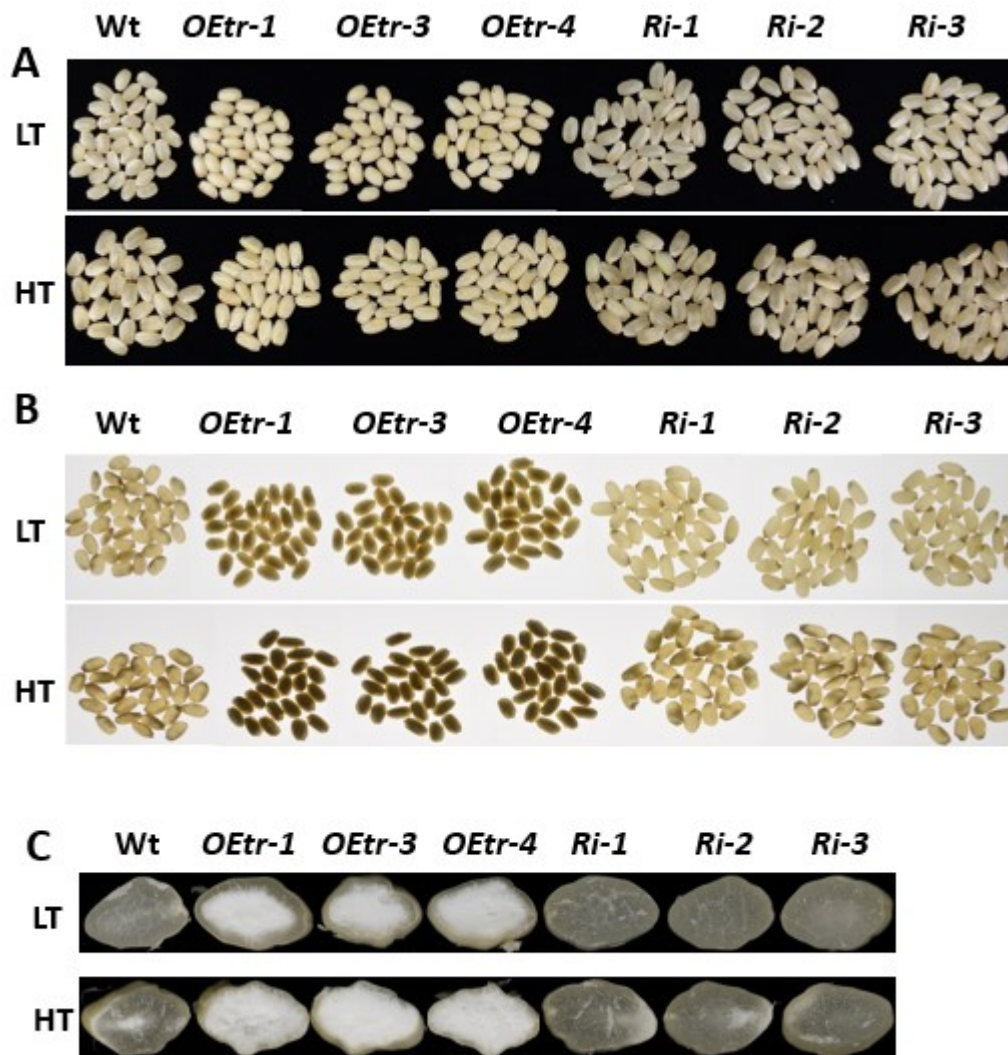 Wt OEtr-1 OEtr-3 OEtr-4 Ri-1 Ri-2 Ri-3
A
LT
HT
B
Wt OEtr-1 OEtr-3 OEtr-4 Ri-1 Ri-2 Ri-3
LT
HT
C
Wt OEtr-1 OEtr-3 OEtr-4 Ri-1 Ri-2 Ri-3
LT
HT